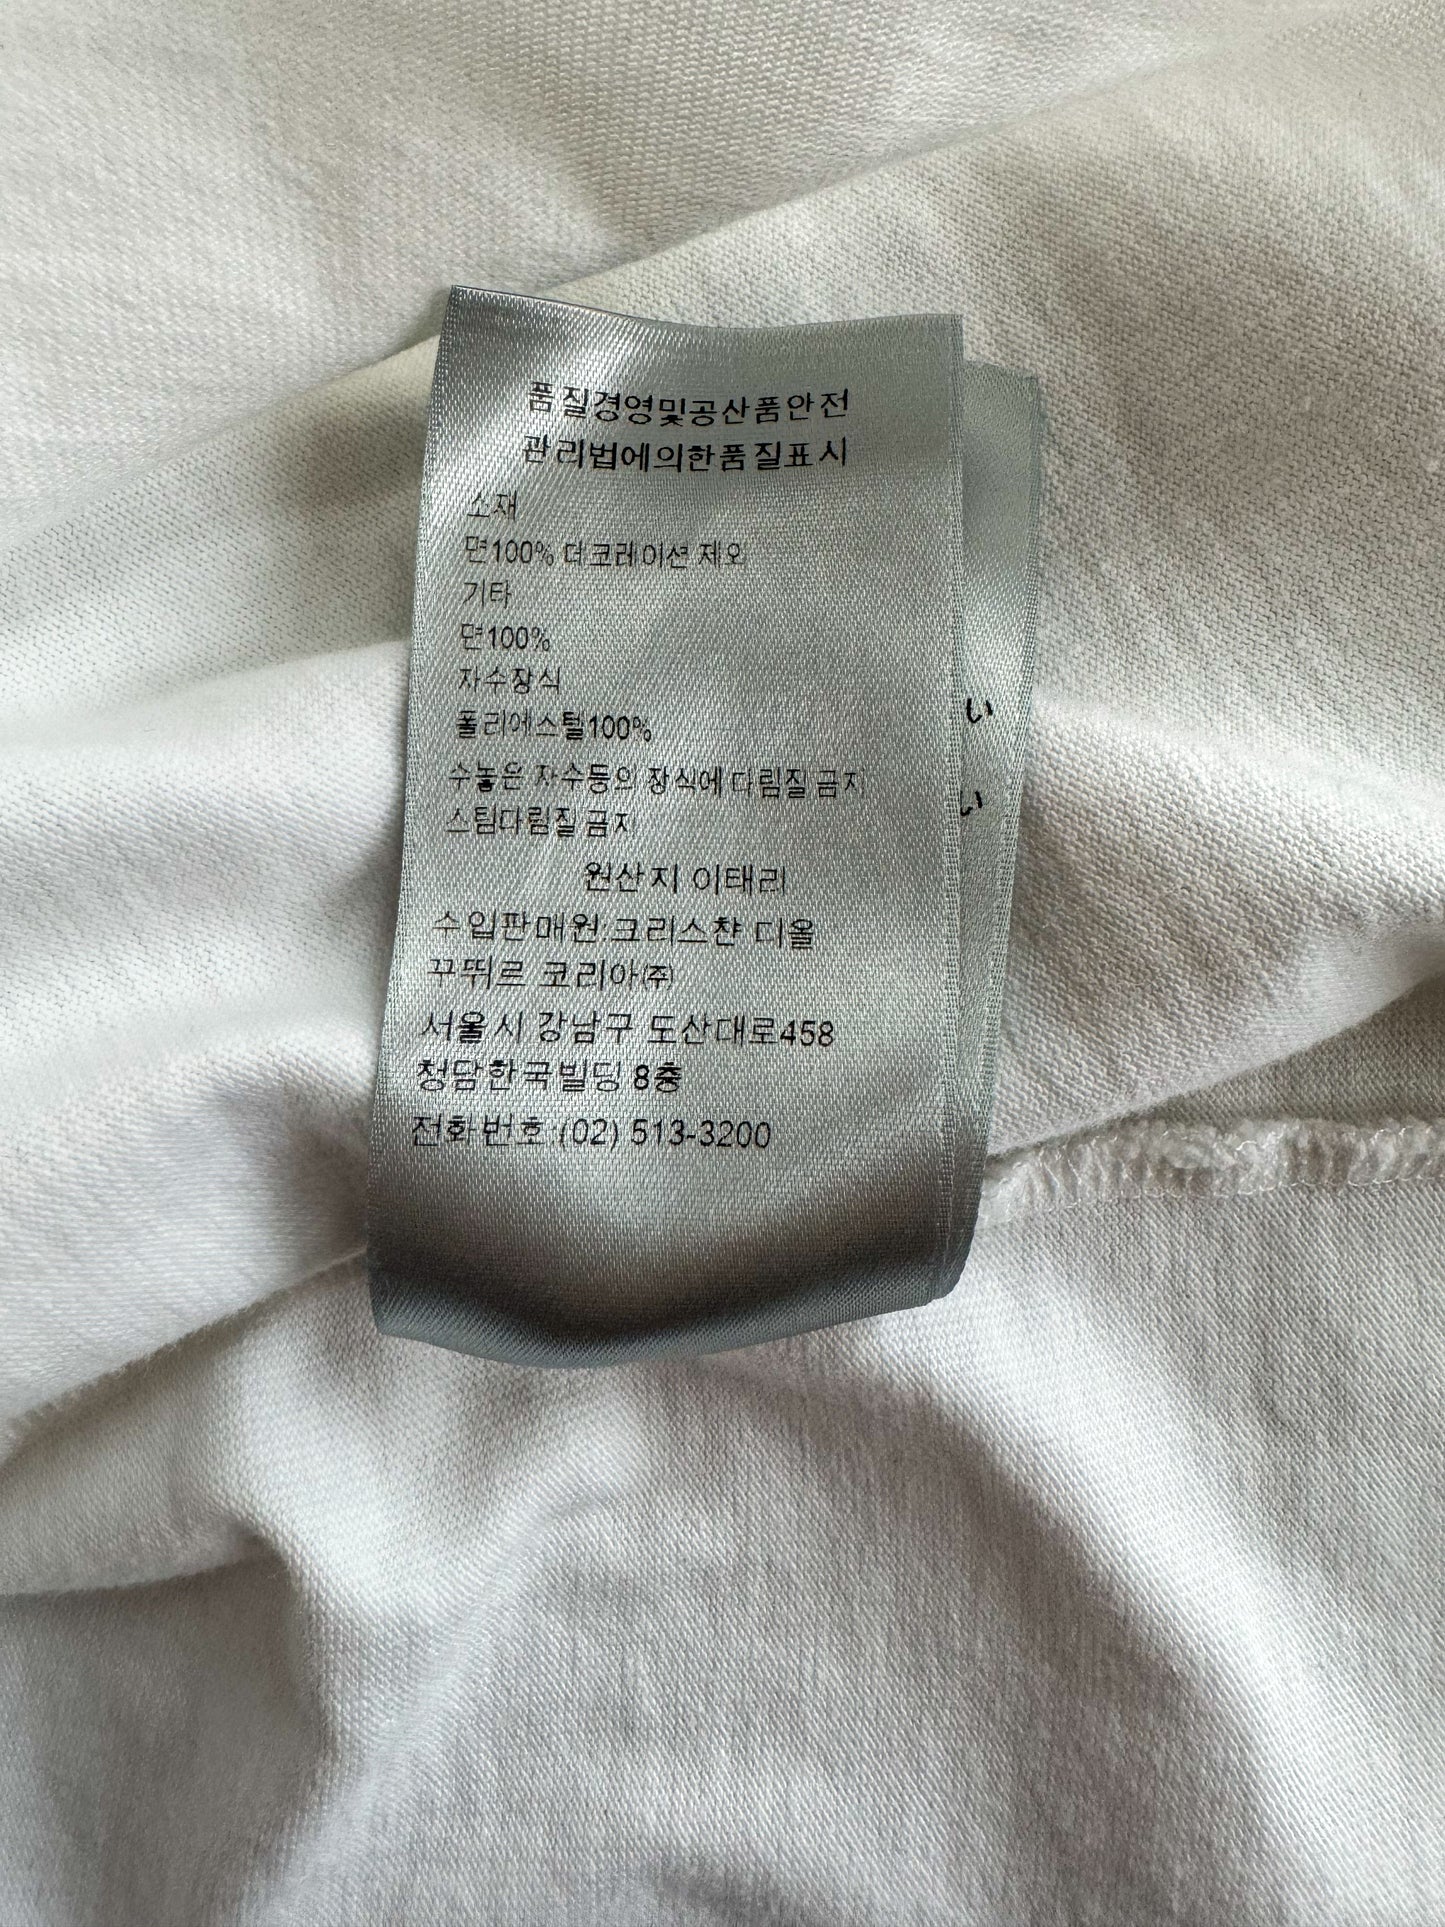 품질경영및공산품안전
관리법에의한품질표시
소재
면100% 더코레이션 제오
기타
면100%
자수장식
폴리에스털100%
수놓은 자수등의 장식에 다림질 금지
스팀다림질 금지
원산지 이태리
수입판매원:크리스챤 디올
꾸뛰르 코리아(주)
서울시 강남구 도산대로458
청담한국빌딩 8층
전화번호:(02) 513-3200
い
い